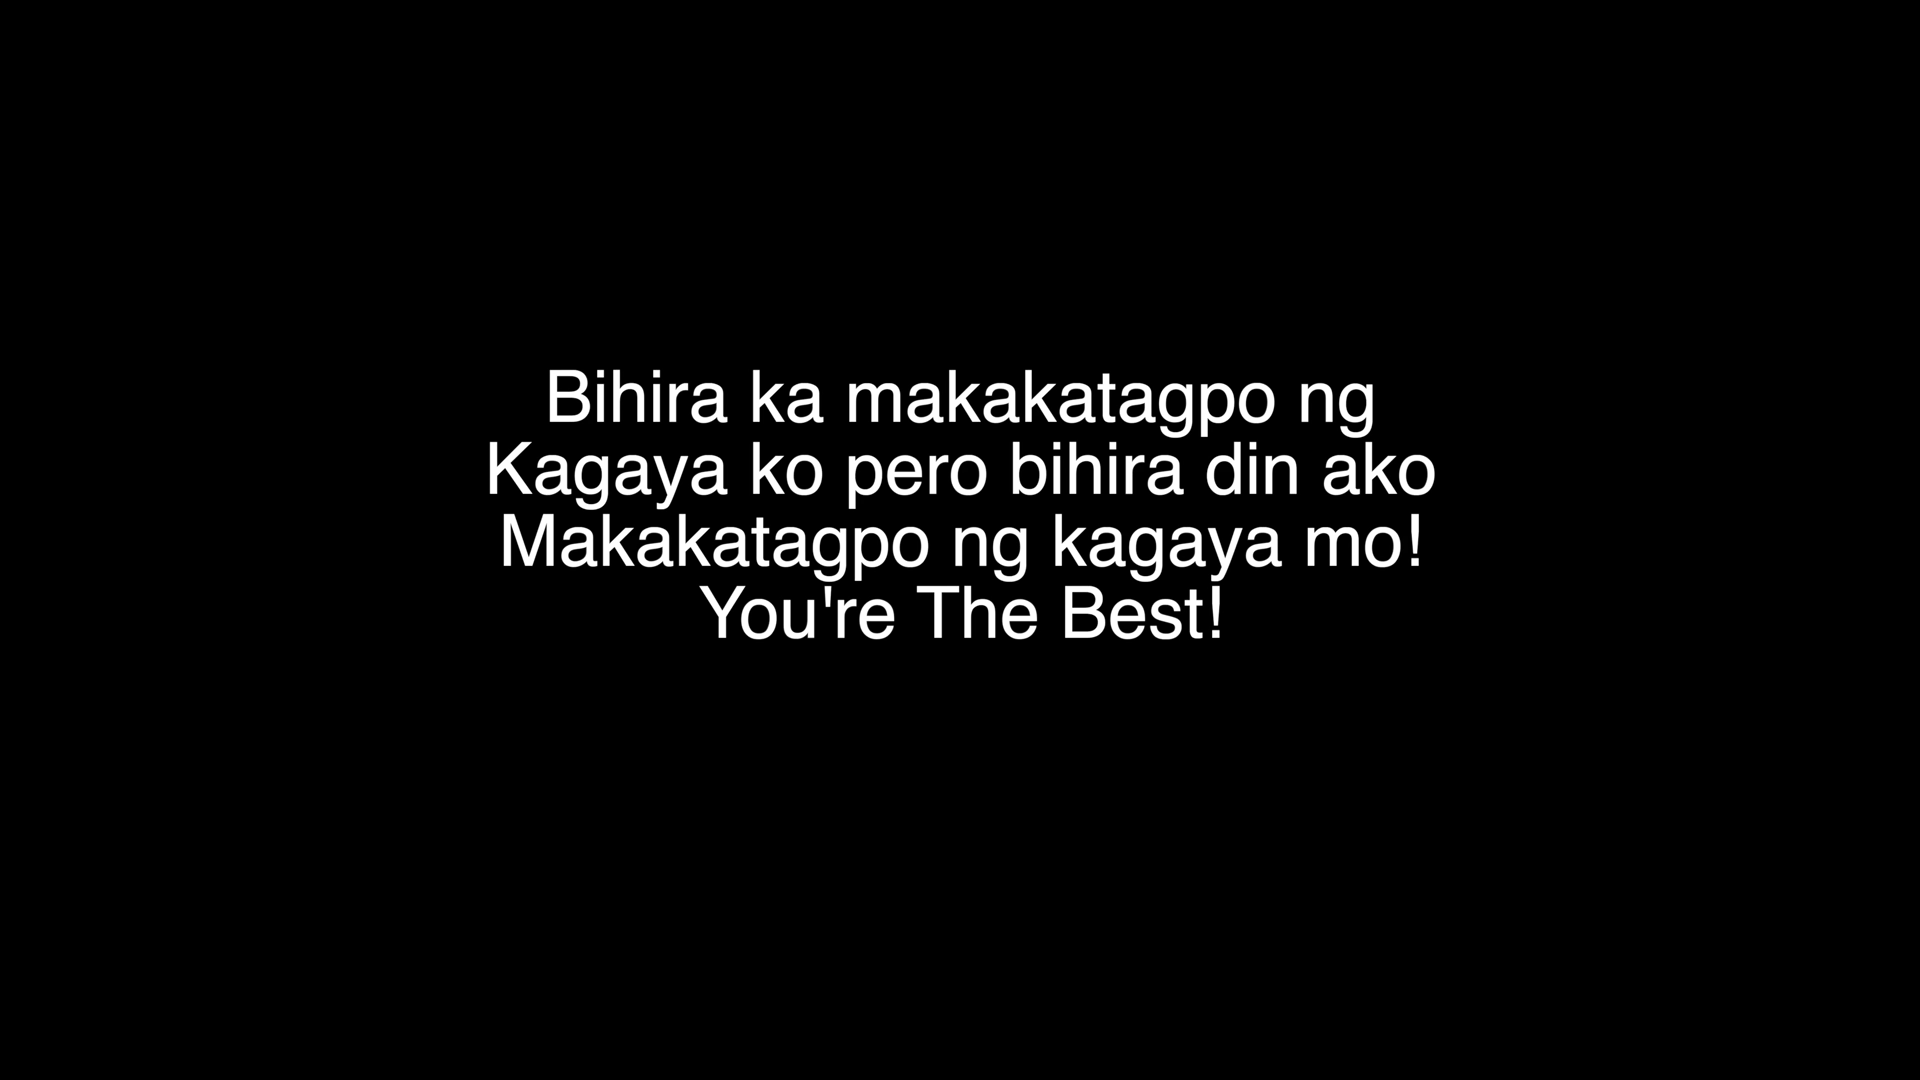 Bihira ka makakatagpo ng
Kagaya ko pero bihira din ako
Makakatagpo ng kagaya mo!
You're The Best!